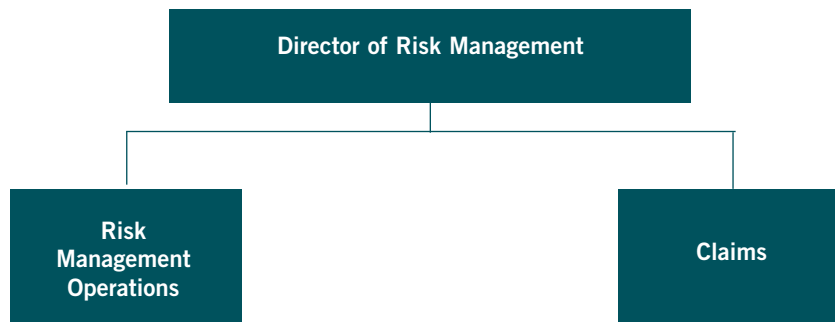 Director of Risk Management
Risk
Management
Operations
Claims